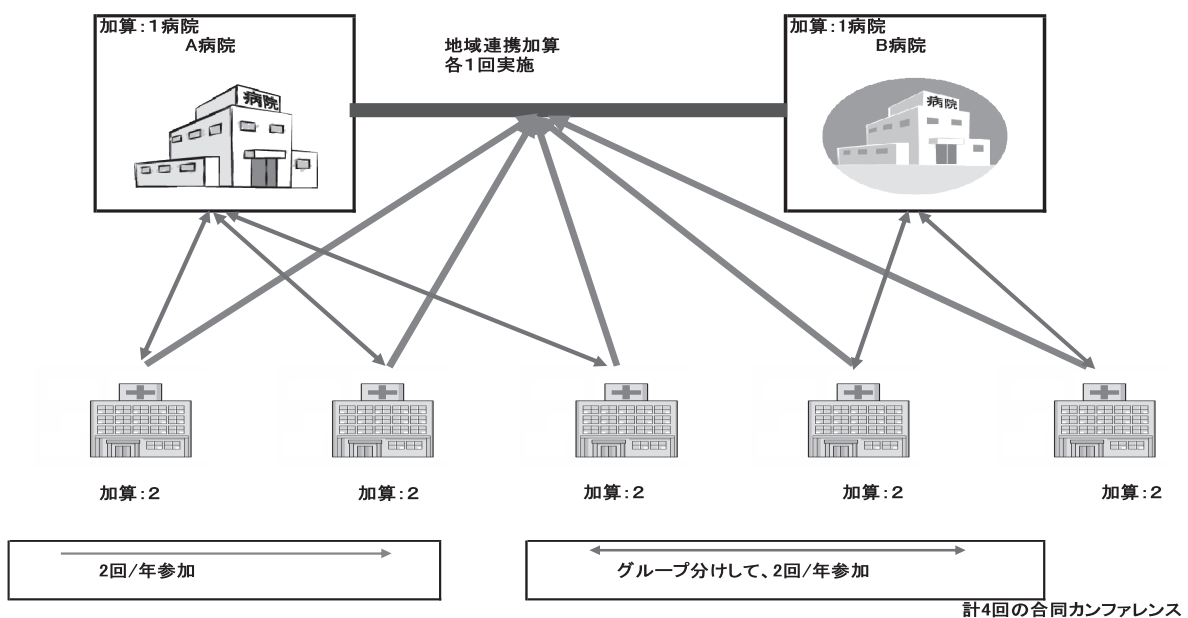 加算：1病院
A病院
病院
地域連携加算
各1回実施
加算：1病院
B病院
病院
加算：2
加算：2
加算：2
加算：2
加算：2
2回/年参加
グループ分けして、2回/年参加
計4回の合同カンファレンス